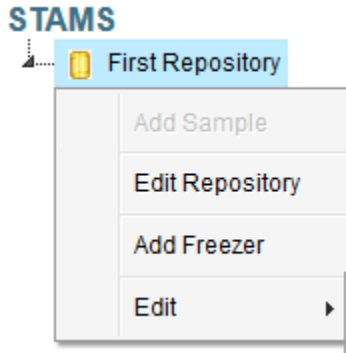 STAMS
First Repository
Add Sample
Edit Repository
Add Freezer
Edit